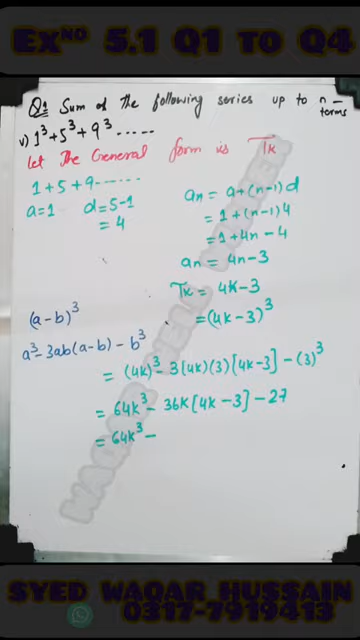 Ex No 5.1 Q1 TO Q4
Q1 Sum of the following series up to n-terms
v) 1³+5³+9³.....
Let The General form is Tk
1+5+9......
a=1 d=5-1
=4
an = a+(n-1)d
= 1+(n-1)4
= 1+4n-4
an = 4n-3
Tk = 4k-3
= (4k-3)³
(a-b)³
a³-3ab(a-b)-b³
= (4k)³-3(4k)(3)[4k-3]-(3)³
= 64k³-36k[4k-3]-27
= 64k³-
SYED WAQAR HUSSAIN
0317-7919413